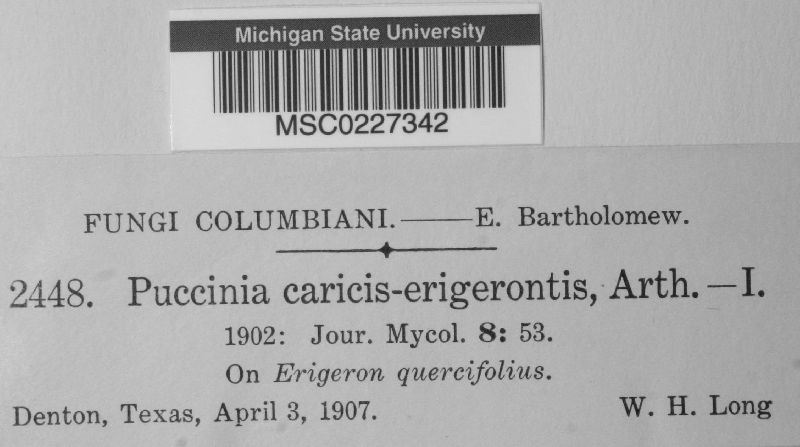 Michigan State University
MSC0227342
FUNGI COLUMBIANI.——E. Bartholomew.
2448. Puccinia caricis-erigerontis, Arth.—I.
1902: Jour. Mycol. 8: 53.
On Erigeron quercifolius.
Denton, Texas, April 3, 1907. W. H. Long